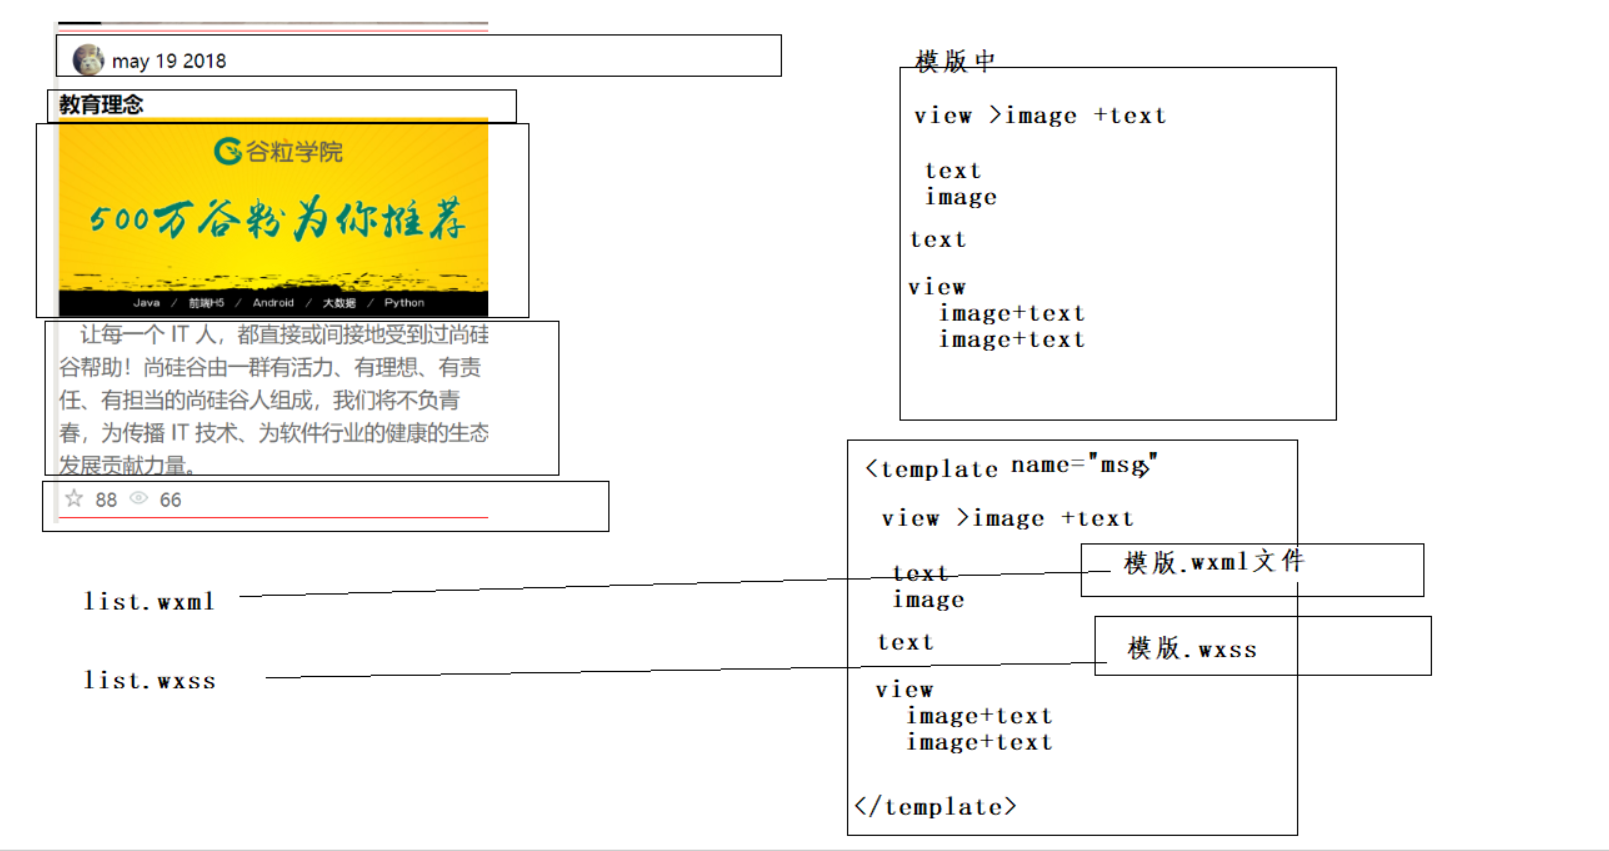 may 19 2018
教育理念
谷粒学院
500万谷粉为你推荐
Java / 前端H5 / Android / 大数据 / Python
让每一个 IT 人，都直接或间接地受到过尚硅
谷帮助！尚硅谷由一群有活力、有理想、有责
任、有担当的尚硅谷人组成，我们将不负青
春，为传播 IT 技术、为软件行业的健康的生态
发展贡献力量。
88 66
list.wxml
list.wxss
模版中
view >image +text
text
image
text
view
image+text
image+text
<template name="msg">
view >image +text
text
image
text
view
image+text
image+text
</template>
模版.wxml文件
模版.wxss